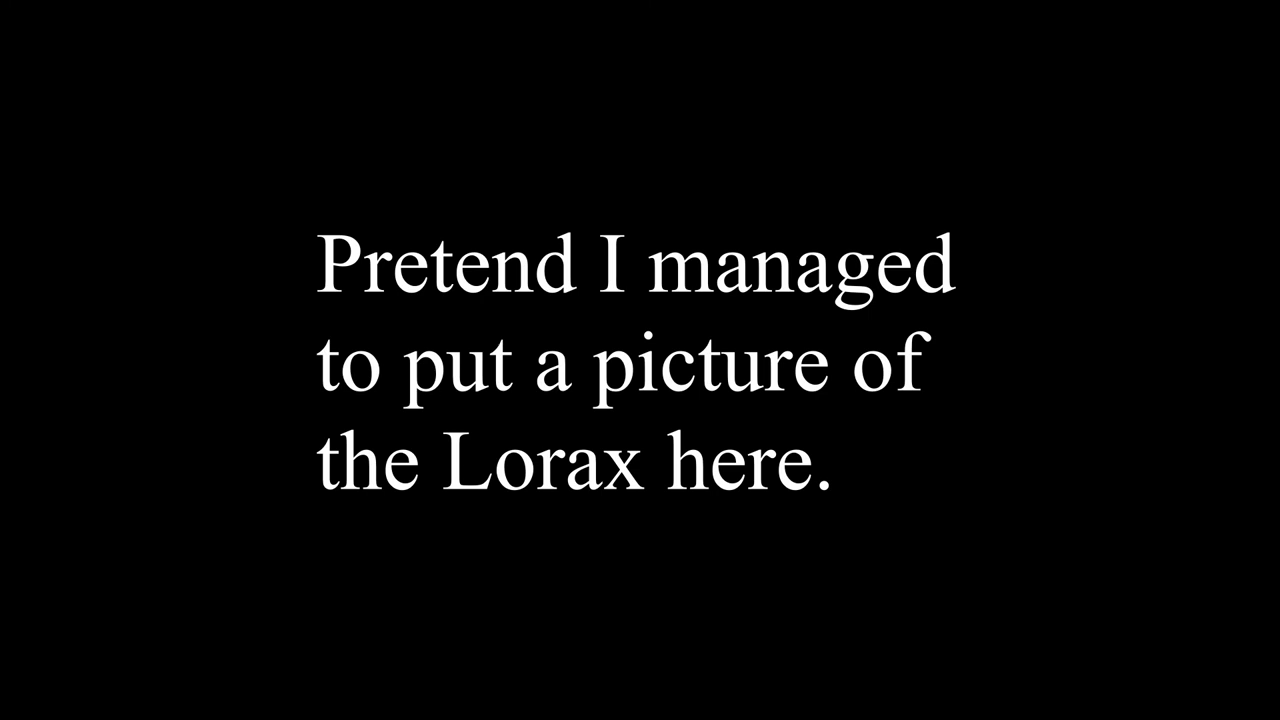 Pretend I managed
to put a picture of
the Lorax here.